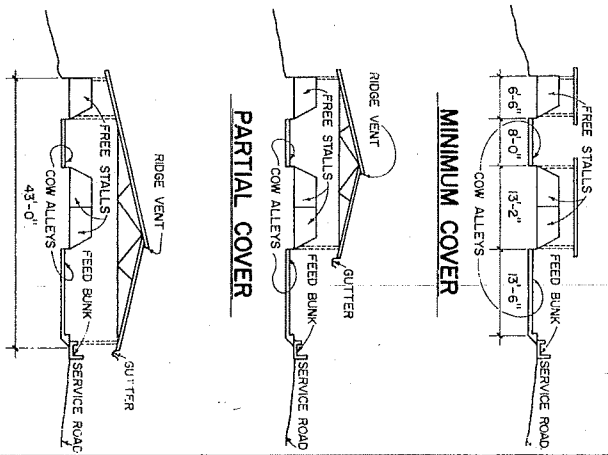 FREE STALLS
FEED BUNK
SERVICE ROAD
6'-6"
8'-0"
13'-2"
13'-6"
COW ALLEYS
MINIMUM COVER
RIDGE VENT
GUTTER
FREE STALLS
FEED BUNK
SERVICE ROAD
COW ALLEYS
PARTIAL COVER
RIDGE VENT
GUTTER
FREE STALLS
FEED BUNK
SERVICE ROAD
COW ALLEYS
43'-0"